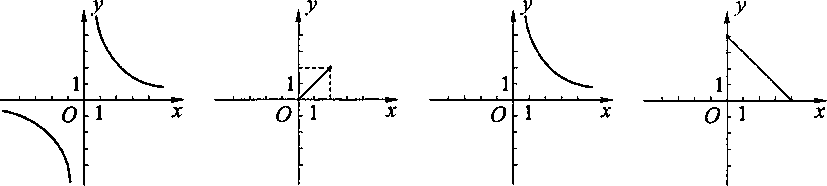 y y y y
1 1 1 1
O 1 x O 1 x O 1 x O 1 x